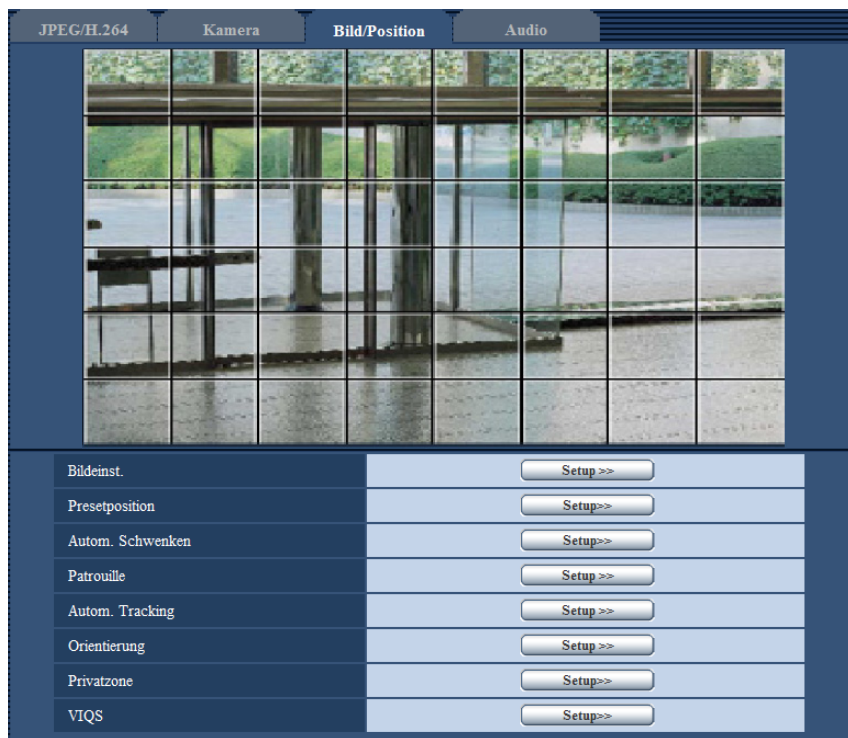 JPEG/H.264 Kamera Bild/Position Audio
Bildeinst. Setup >>
Presetposition Setup>>
Autom. Schwenken Setup>>
Patrouille Setup >>
Autom. Tracking Setup >>
Orientierung Setup >>
Privatzone Setup>>
VIQS Setup>>